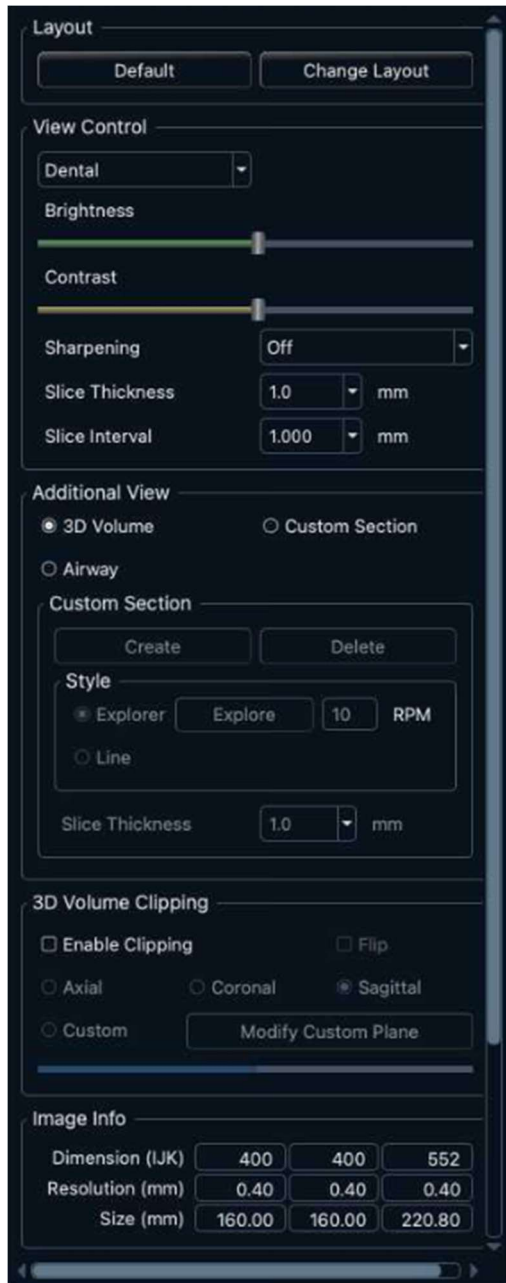 Layout
Default Change Layout
View Control
Dental
Brightness
Contrast
Sharpening Off
Slice Thickness 1.0 mm
Slice Interval 1.000 mm
Additional View
3D Volume Custom Section
Airway
Custom Section
Create Delete
Style
Explorer Explore 10 RPM
Line
Slice Thickness 1.0 mm
3D Volume Clipping
Enable Clipping Flip
Axial Coronal Sagittal
Custom Modify Custom Plane
Image Info
Dimension (IJK) 400 400 552
Resolution (mm) 0.40 0.40 0.40
Size (mm) 160.00 160.00 220.80